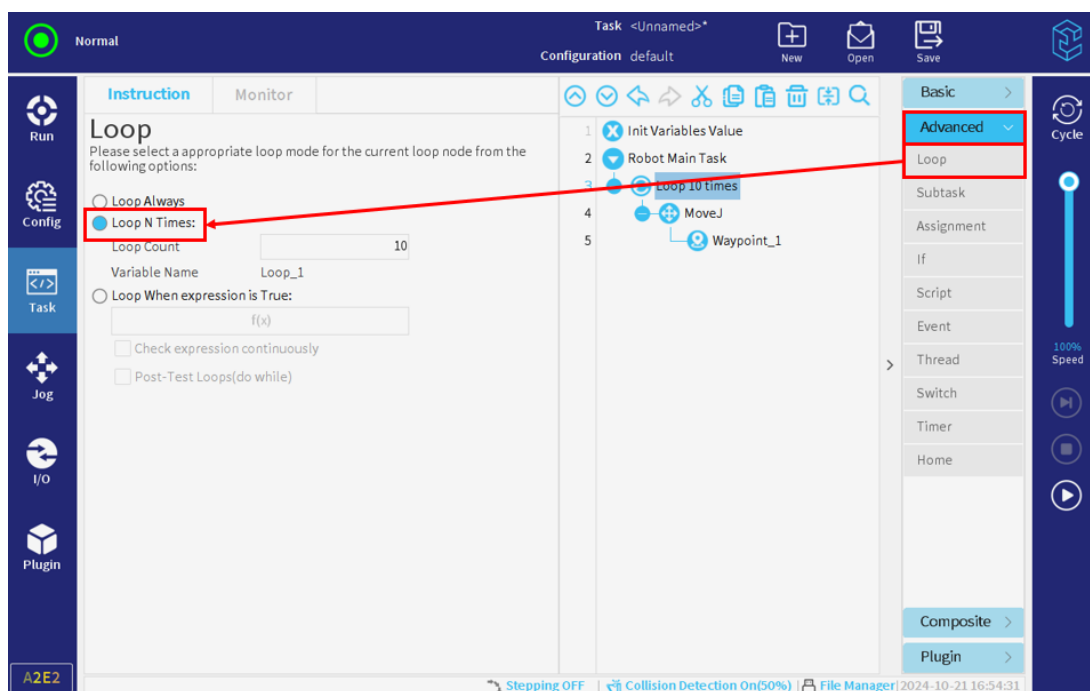 Normal
Task <Unnamed>*
Configuration default
New
Open
Save
Run
Config
Task
Jog
I/O
Plugin
A2E2
Instruction
Monitor
Loop
Please select a appropriate loop mode for the current loop node from the
following options:
Loop Always
Loop N Times:
Loop Count 10
Variable Name Loop_1
Loop When expression is True:
f(x)
Check expression continuously
Post-Test Loops(do while)
1 Init Variables Value
2 Robot Main Task
3 Loop 10 times
4 MoveJ
5 Waypoint_1
Basic >
Advanced
Loop
Subtask
Assignment
If
Script
Event
Thread
Switch
Timer
Home
Composite >
Plugin >
>
Cycle
100%
Speed
Stepping OFF | Collision Detection On(50%) | File Manager|2024-10-21 16:54:31